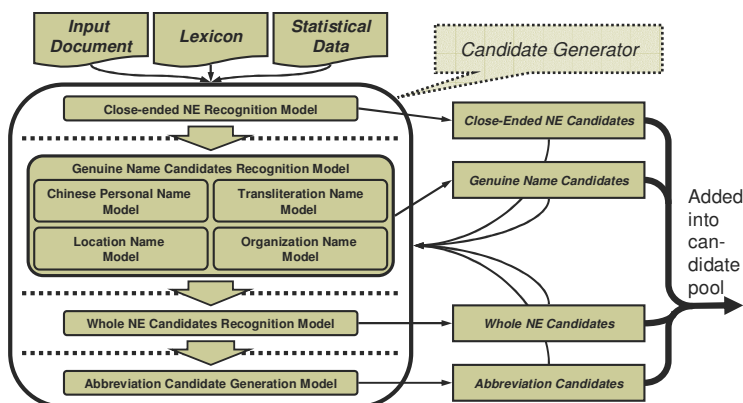 Input
Document
Lexicon
Statistical
Data
Candidate Generator
Close-ended NE Recognition Model
Close-Ended NE Candidates
Genuine Name Candidates Recognition Model
Chinese Personal Name
Model
Transliteration Name
Model
Location Name
Model
Organization Name
Model
Genuine Name Candidates
Added
into
can-
didate
pool
Whole NE Candidates Recognition Model
Whole NE Candidates
Abbreviation Candidate Generation Model
Abbreviation Candidates